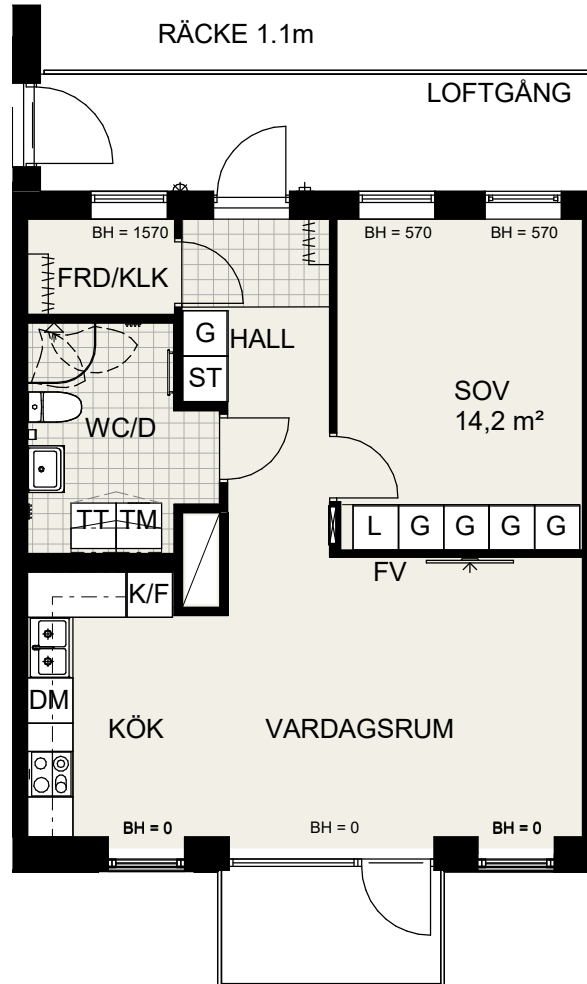 RÄCKE 1.1m
LOFTGÅNG
BH = 1570
BH = 570
BH = 570
FRD/KLK
G
HALL
ST
SOV
14,2 m²
WC/D
TT
TM
L
G
G
G
G
FV
K/F
DM
KÖK
VARDAGSRUM
BH = 0
BH = 0
BH = 0